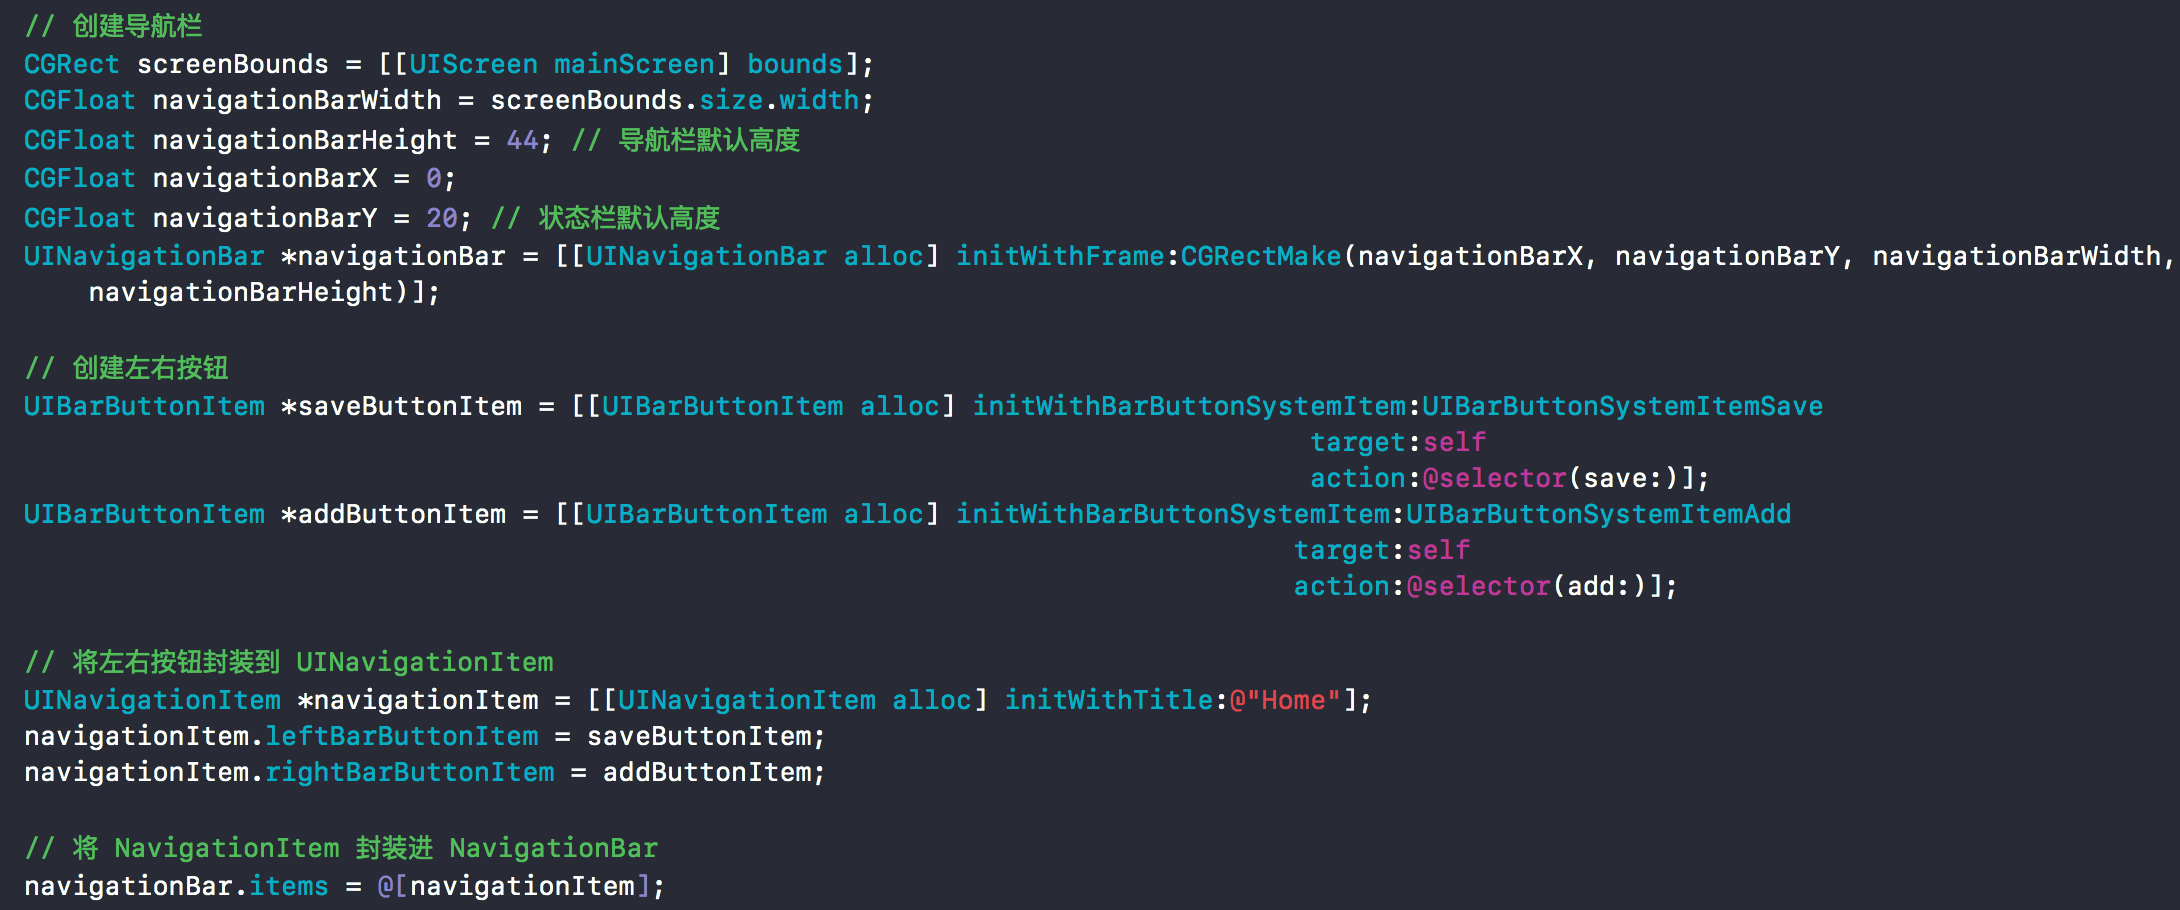 // 创建导航栏
CGRect screenBounds = [[UIScreen mainScreen] bounds];
CGFloat navigationBarWidth = screenBounds.size.width;
CGFloat navigationBarHeight = 44; // 导航栏默认高度
CGFloat navigationBarX = 0;
CGFloat navigationBarY = 20; // 状态栏默认高度
UINavigationBar *navigationBar = [[UINavigationBar alloc] initWithFrame:CGRectMake(navigationBarX, navigationBarY, navigationBarWidth,
navigationBarHeight)];
// 创建左右按钮
UIBarButtonItem *saveButtonItem = [[UIBarButtonItem alloc] initWithBarButtonSystemItem:UIBarButtonSystemItemSave
target:self
action:@selector(save:)];
UIBarButtonItem *addButtonItem = [[UIBarButtonItem alloc] initWithBarButtonSystemItem:UIBarButtonSystemItemAdd
target:self
action:@selector(add:)];
// 将左右按钮封装到 UINavigationItem
UINavigationItem *navigationItem = [[UINavigationItem alloc] initWithTitle:@"Home"];
navigationItem.leftBarButtonItem = saveButtonItem;
navigationItem.rightBarButtonItem = addButtonItem;
// 将 NavigationItem 封装进 NavigationBar
navigationBar.items = @[navigationItem];